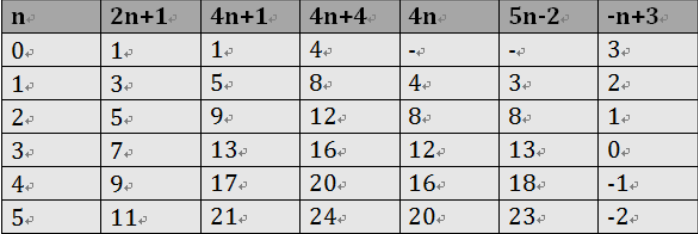 n 2n+1 4n+1 4n+4 4n 5n-2 -n+3
0 1 1 4 - - 3
1 3 5 8 4 3 2
2 5 9 12 8 8 1
3 7 13 16 12 13 0
4 9 17 20 16 18 -1
5 11 21 24 20 23 -2